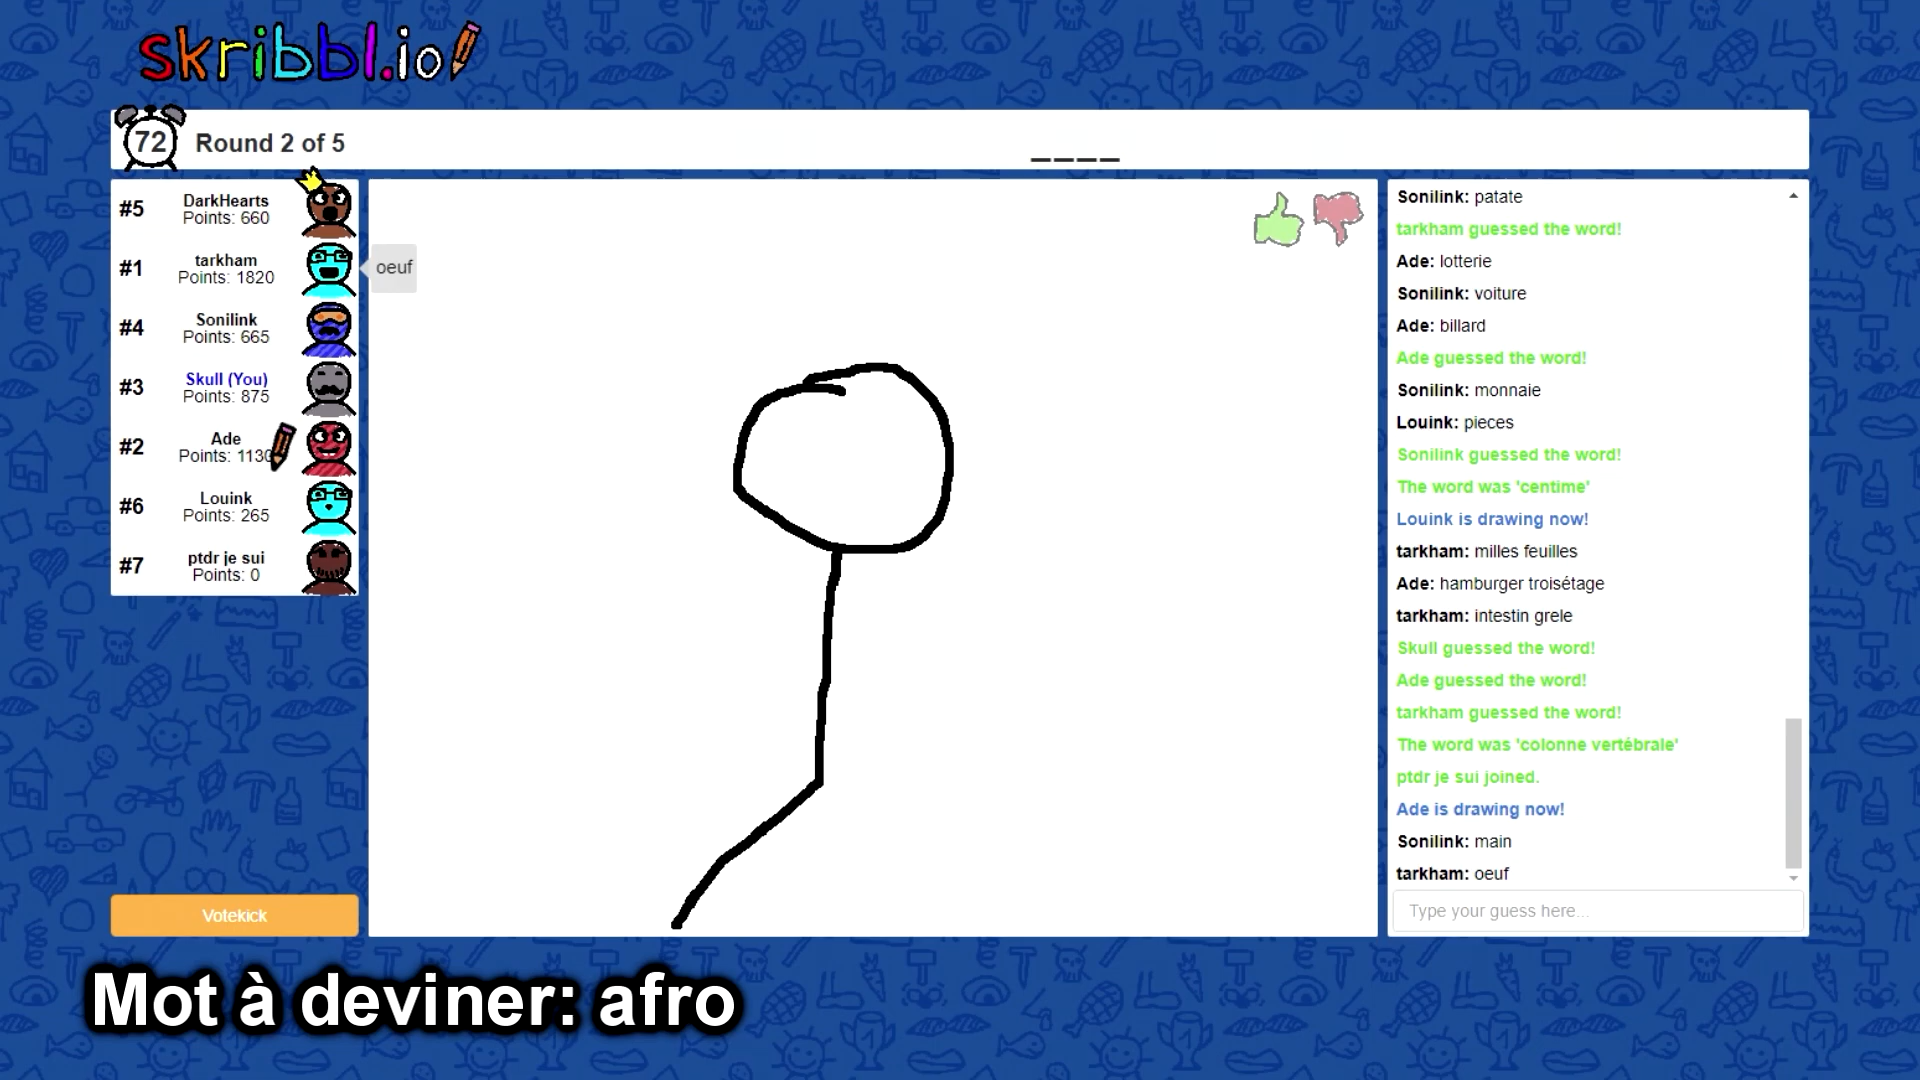 skribbl.io
72
Round 2 of 5
____
#5
DarkHearts
Points: 660
#1
tarkham
Points: 1820
oeuf
#4
Sonilink
Points: 665
#3
Skull (You)
Points: 875
#2
Ade
Points: 1130
#6
Louink
Points: 265
#7
ptdr je sui
Points: 0
Votekick
Sonilink: patate
tarkham guessed the word!
Ade: lotterie
Sonilink: voiture
Ade: billard
Ade guessed the word!
Sonilink: monnaie
Louink: pieces
Sonilink guessed the word!
The word was 'centime'
Louink is drawing now!
tarkham: milles feuilles
Ade: hamburger troisétage
tarkham: intestin grele
Skull guessed the word!
Ade guessed the word!
tarkham guessed the word!
The word was 'colonne vertébrale'
ptdr je sui joined.
Ade is drawing now!
Sonilink: main
tarkham: oeuf
Type your guess here...
Mot à deviner: afro